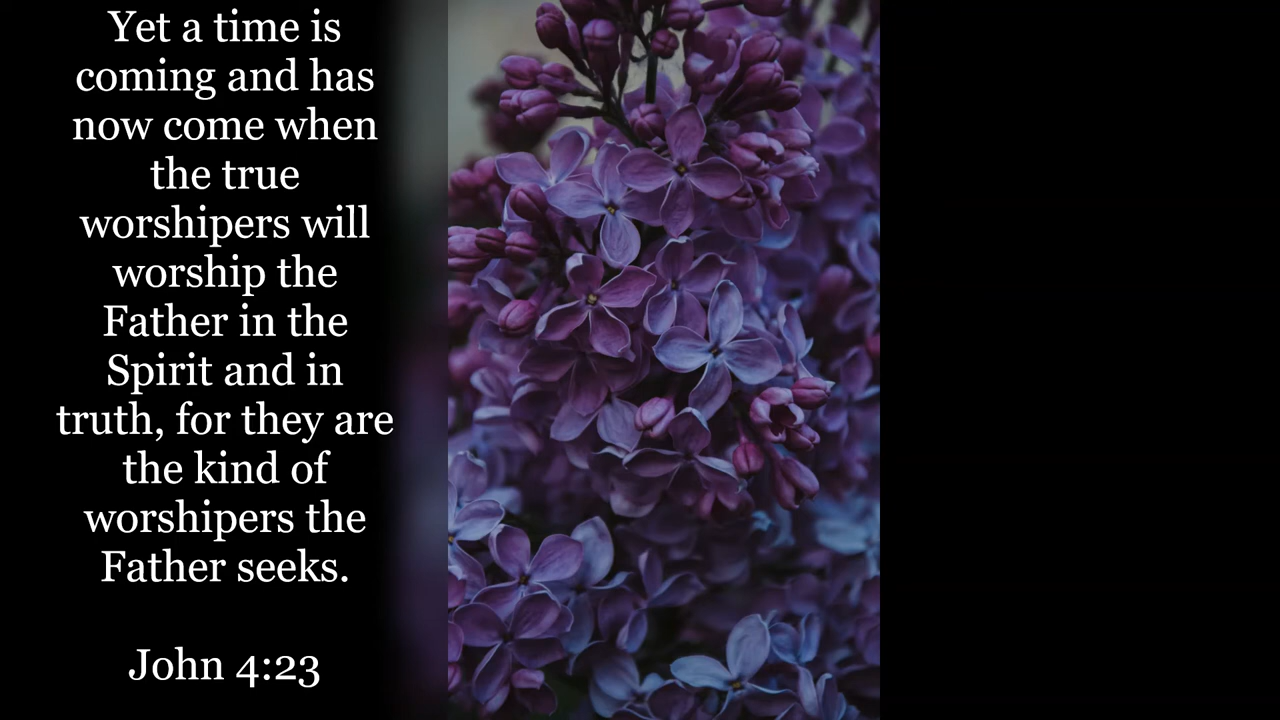 Yet a time is
coming and has
now come when
the true
worshipers will
worship the
Father in the
Spirit and in
truth, for they are
the kind of
worshipers the
Father seeks.
John 4:23